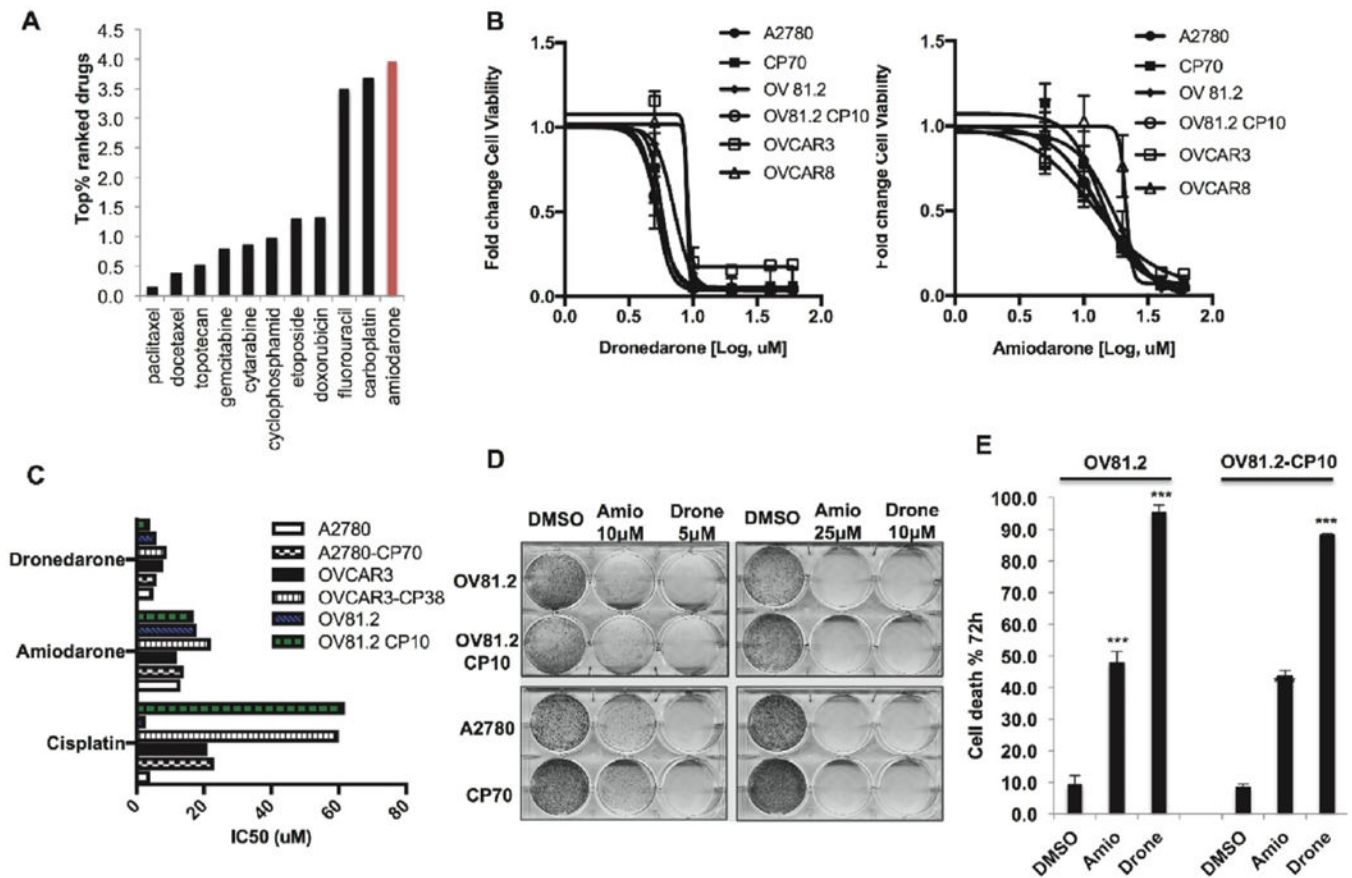 A
Top% ranked drugs
4.5
4.0
3.5
3.0
2.5
2.0
1.5
1.0
0.5
0.0
paclitaxel
docetaxel
topotecan
gemcitabine
cytarabine
cyclophosphamid
etoposide
doxorubicin
fluorouracil
carboplatin
amiodarone
B
Fold change Cell Viability
1.5
1.0
0.5
0.0
0.0 0.5 1.0 1.5 2.0
Dronedarone [Log, uM]
A2780
CP70
OV 81.2
OV81.2 CP10
OVCAR3
OVCAR8
Fold change Cell Viability
1.5
1.0
0.5
0.0
0.0 0.5 1.0 1.5 2.0
Amiodarone [Log, uM]
A2780
CP70
OV 81.2
OV81.2 CP10
OVCAR3
OVCAR8
C
Dronedarone
Amiodarone
Cisplatin
0 20 40 60 80
IC50 (uM)
A2780
A2780-CP70
OVCAR3
OVCAR3-CP38
OV81.2
OV81.2 CP10
D
DMSO Amio 10µM Drone 5µM
DMSO Amio 25µM Drone 10µM
OV81.2
OV81.2
CP10
A2780
CP70
E
OV81.2 OV81.2-CP10
Cell death % 72h
100.0
90.0
80.0
70.0
60.0
50.0
40.0
30.0
20.0
10.0
0.0
***
***
***
***
DMSO
Amio
Drone
DMSO
Amio
Drone